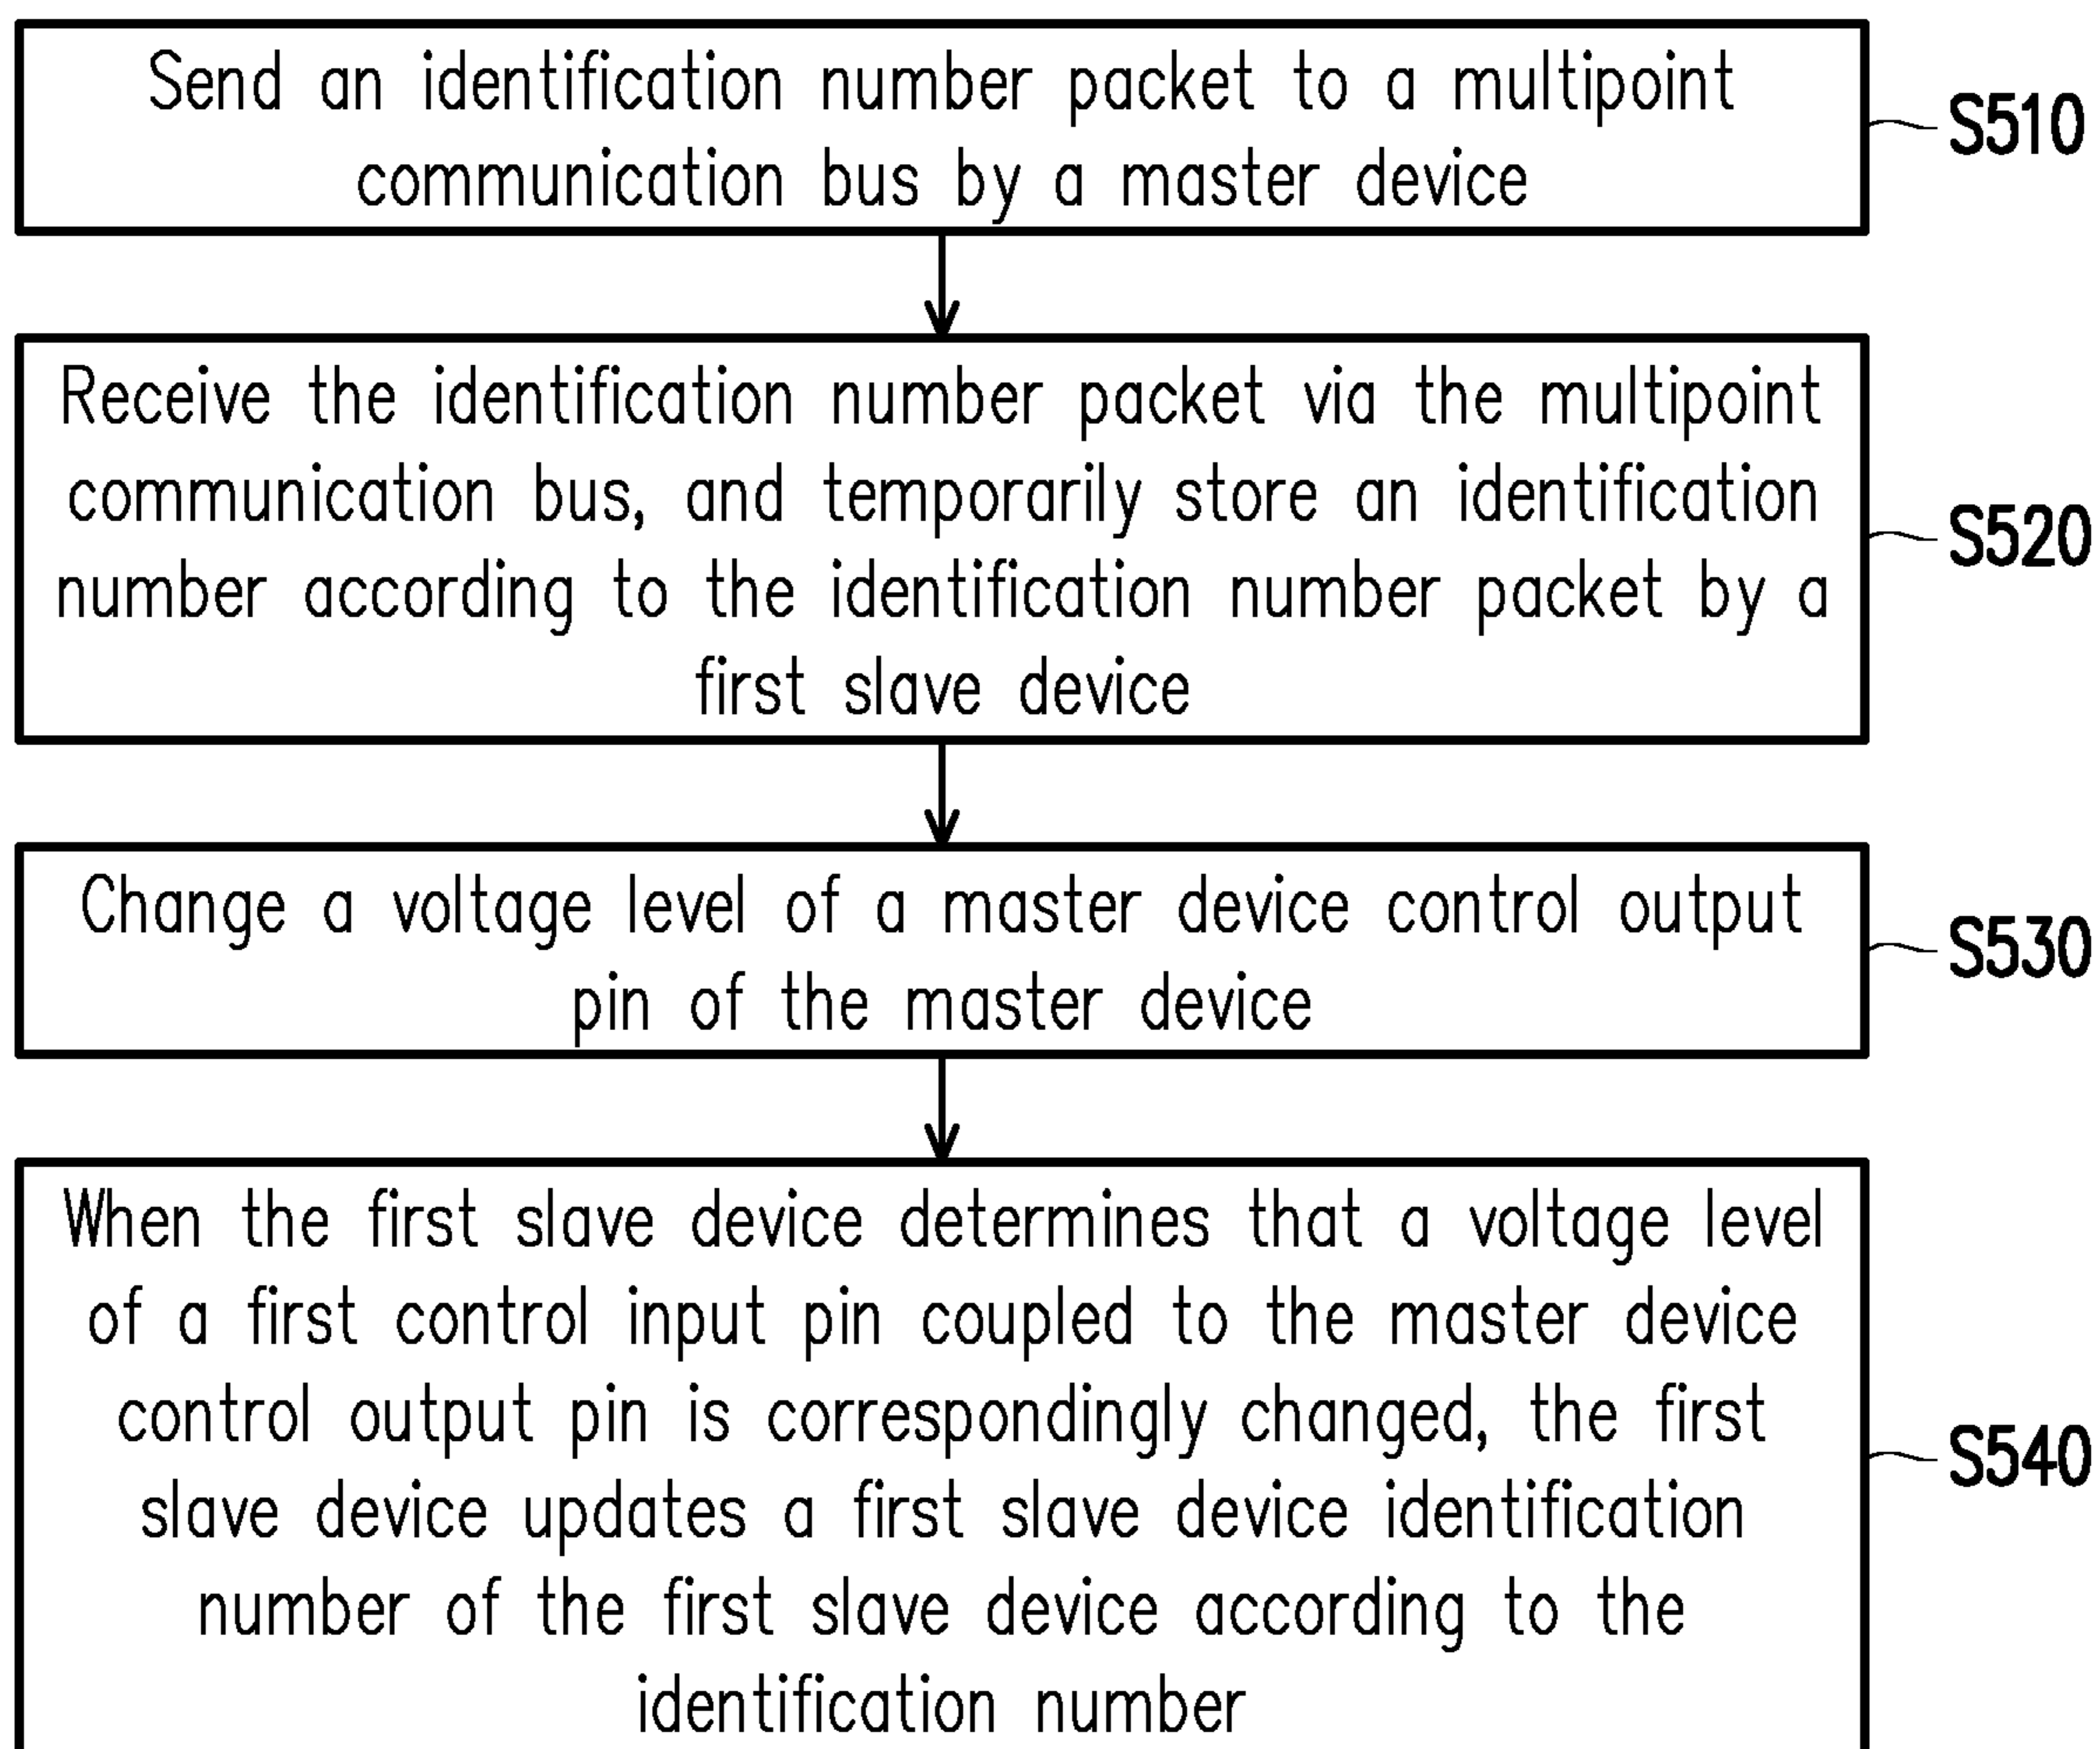 Send an identification number packet to a multipoint
communication bus by a master device
S510
Receive the identification number packet via the multipoint
communication bus, and temporarily store an identification
number according to the identification number packet by a
first slave device
S520
Change a voltage level of a master device control output
pin of the master device
S530
When the first slave device determines that a voltage level
of a first control input pin coupled to the master device
control output pin is correspondingly changed, the first
slave device updates a first slave device identification
number of the first slave device according to the
identification number
S540